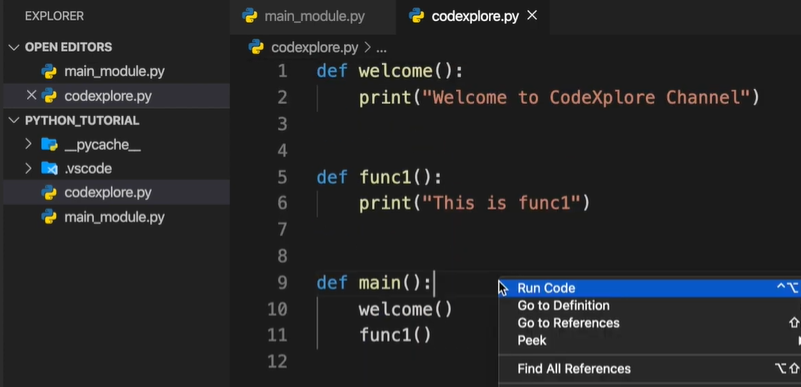 EXPLORER
OPEN EDITORS
main_module.py
codexplore.py
PYTHON_TUTORIAL
__pycache__
.vscode
codexplore.py
main_module.py
main_module.py codexplore.py
codexplore.py > ...
1 def welcome():
2 print("Welcome to CodeXplore Channel")
3
4
5 def func1():
6 print("This is func1")
7
8
9 def main():
10 welcome()
11 func1()
12
Run Code ^⌥
Go to Definition
Go to References ⇧
Peek
Find All References ⌥⇧